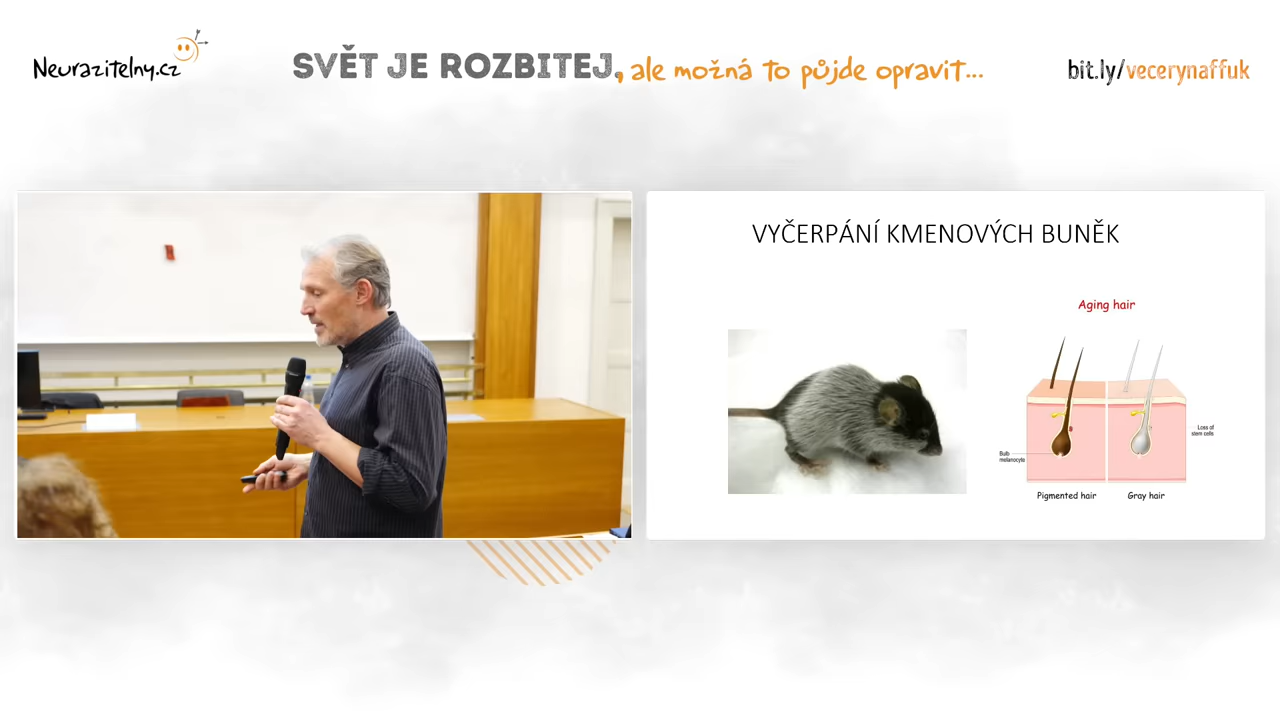 Neurazitelny.cz
SVĚT JE ROZBITEJ, ale možná to půjde opravit...
bit.ly/vecerynaffuk
VYČERPÁNÍ KMENOVÝCH BUNĚK
Aging hair
Loss of
stem cells
Bulb
melanocyte
Pigmented hair
Gray hair